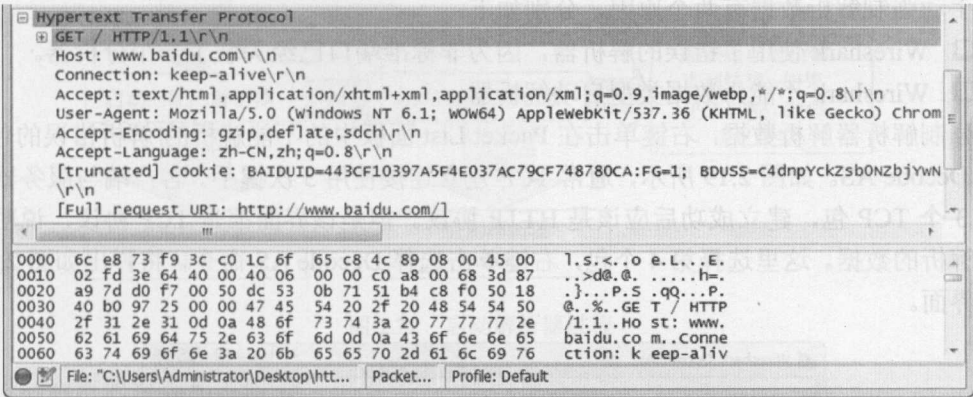 Hypertext Transfer Protocol
GET / HTTP/1.1\r\n
Host: www.baidu.com\r\n
Connection: keep-alive\r\n
Accept: text/html,application/xhtml+xml,application/xml;q=0.9,image/webp,*/*;q=0.8\r\n
User-Agent: Mozilla/5.0 (Windows NT 6.1; WOW64) AppleWebKit/537.36 (KHTML, like Gecko) Chrom
Accept-Encoding: gzip,deflate,sdch\r\n
Accept-Language: zh-CN,zh;q=0.8\r\n
[truncated] Cookie: BAIDUID=443CF10397A5F4E037AC79CF748780CA:FG=1; BDUSS=C4dnpYckZsb0NZbjYwN
\r\n
[Full request URI: http://www.baidu.com/]
0000 6c e8 73 f9 3c c0 1c 6f 65 c8 4c 89 08 00 45 00 l.s.<..o e.L...E.
0010 02 fd 3e 64 40 00 40 06 00 00 c0 a8 00 68 3d 87 ..>d@.@. .....h=.
0020 a9 7d d0 f7 00 50 dc 53 0b 71 51 b4 c8 f0 50 18 .}...P.S .qQ...P.
0030 40 b0 97 25 00 00 47 45 54 20 2f 20 48 54 54 50 @..%..GE T / HTTP
0040 2f 31 2e 31 0d 0a 48 6f 73 74 3a 20 77 77 77 2e /1.1..Ho st: www.
0050 62 61 69 64 75 2e 63 6f 6d 0d 0a 43 6f 6e 6e 65 baidu.co m..Conne
0060 63 74 69 6f 6e 3a 20 6b 65 65 70 2d 61 6c 69 76 ction: k eep-aliv
File: "C:\Users\Administrator\Desktop\htt... Packet... Profile: Default